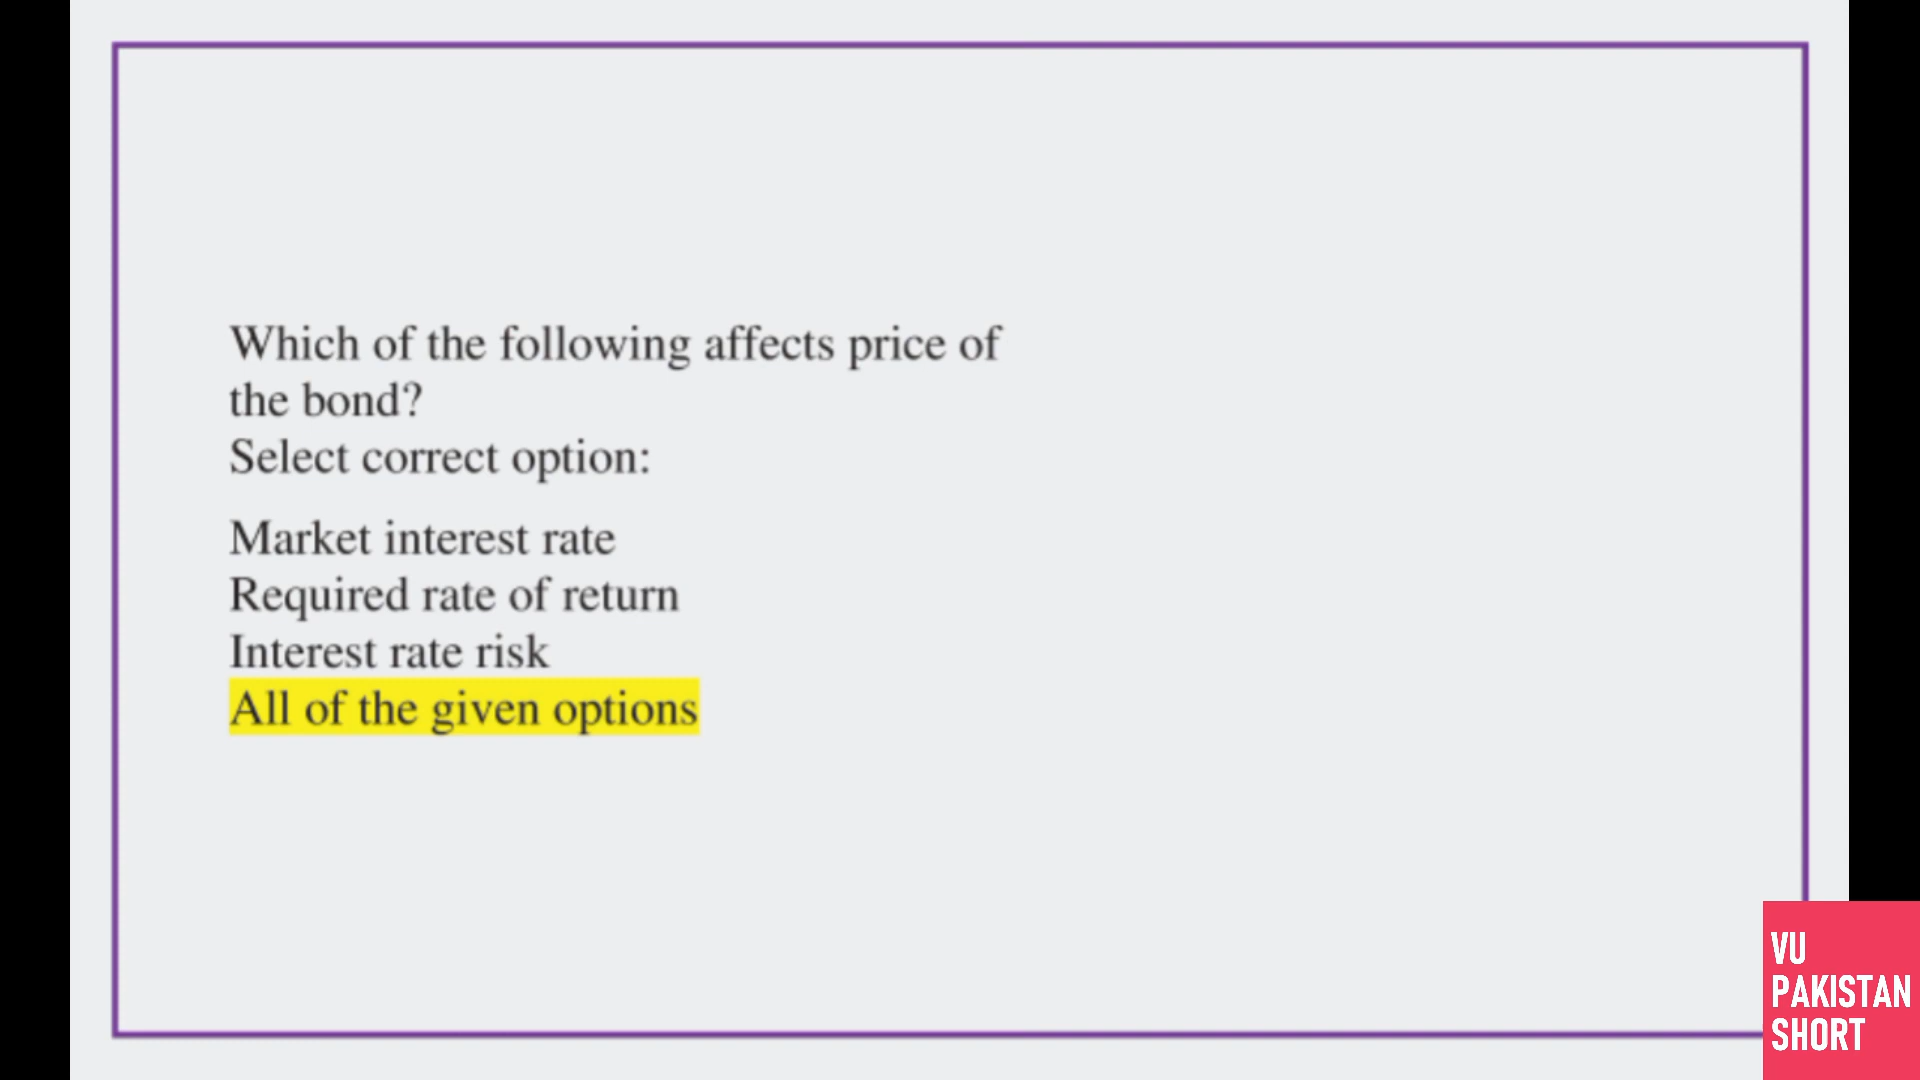 Which of the following affects price of
the bond?
Select correct option:
Market interest rate
Required rate of return
Interest rate risk
All of the given options
VU
PAKISTAN
SHORT